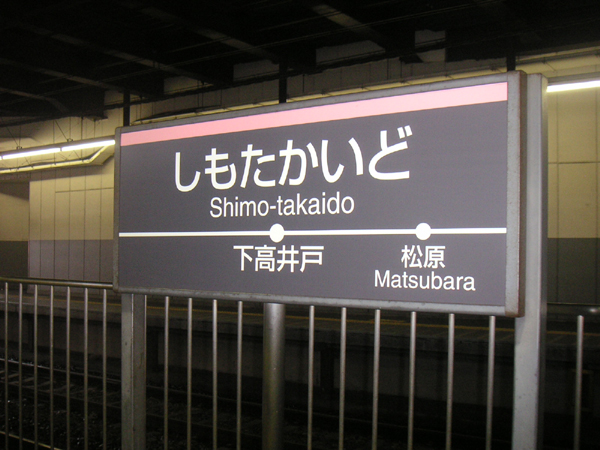 しもたかいど
Shimo-takaido
下高井戸
松原
Matsubara